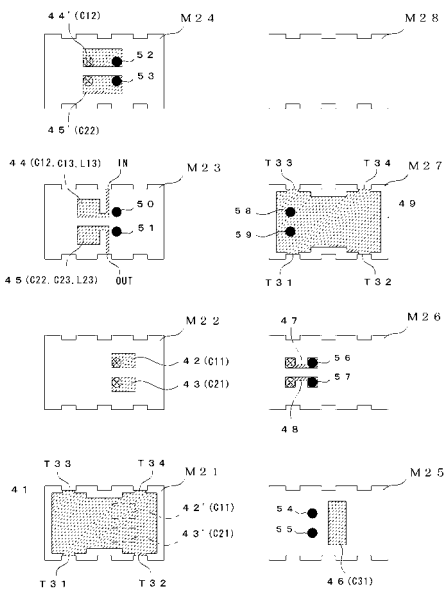 44'(C12)
M24
52
53
45'(C22)
M28
44(C12,C13,L13)
IN
M23
50
51
45(C22,C23,L23)
OUT
T33
T34
M27
58
59
49
T31
T32
M22
42(C11)
43(C21)
M26
47
56
57
48
41
T33
T34
M21
42'(C11)
43'(C21)
T31
T32
M25
54
55
46(C31)